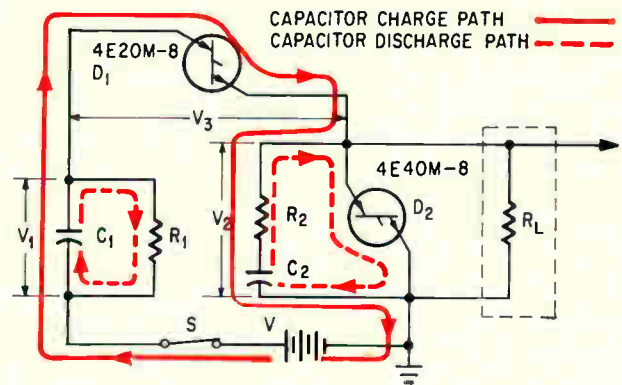 CAPACITOR CHARGE PATH
CAPACITOR DISCHARGE PATH
4E20M-8
D1
V3
4E40M-8
D2
V1
C1
R1
V2
R2
C2
RL
S
V